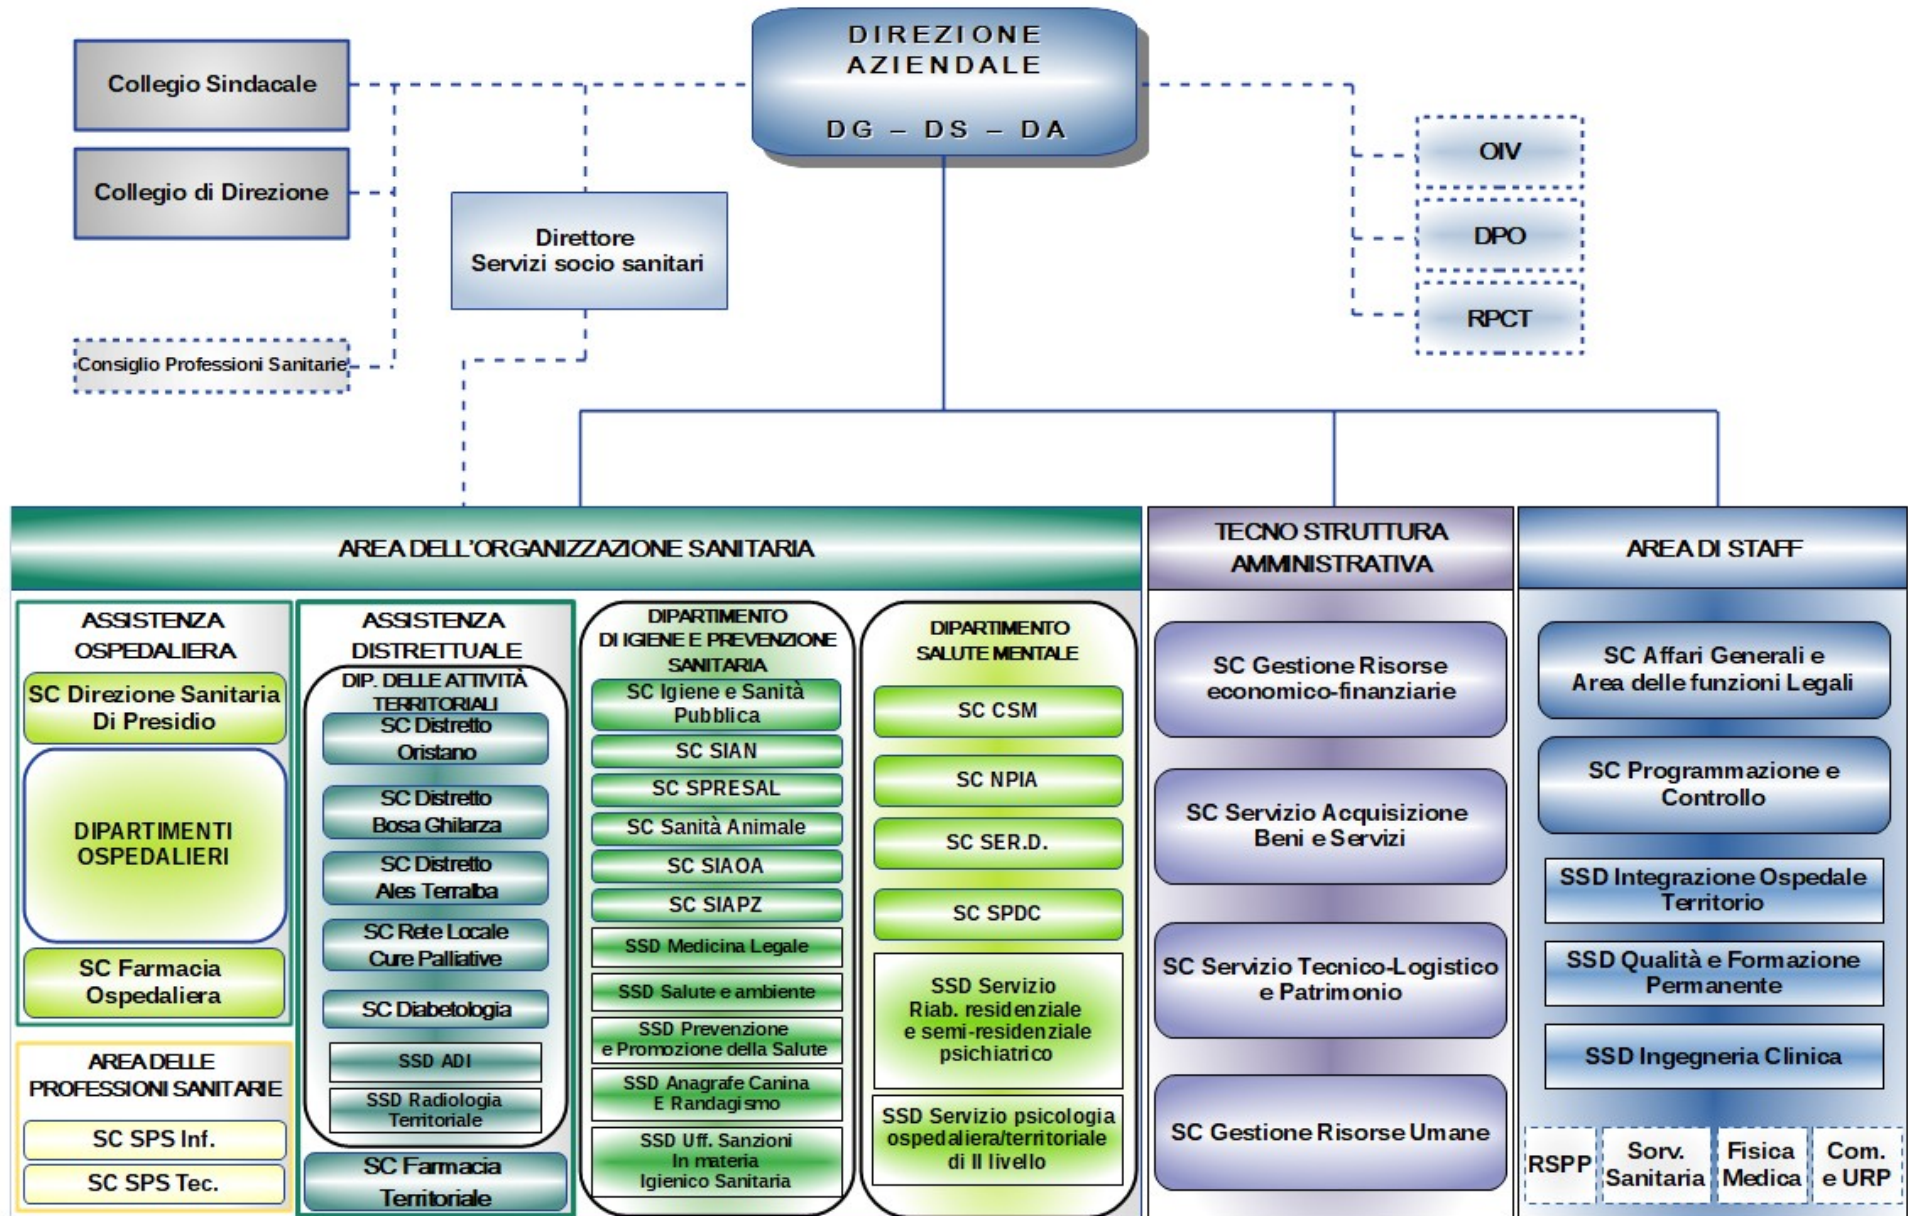 DIREZIONE
AZIENDALE
DG – DS – DA
Collegio Sindacale
Collegio di Direzione
Consiglio Professioni Sanitarie
Direttore
Servizi socio sanitari
OIV
DPO
RPCT
AREA DELL'ORGANIZZAZIONE SANITARIA
ASSISTENZA
OSPEDALIERA
SC Direzione Sanitaria
Di Presidio
DIPARTIMENTI
OSPEDALIERI
SC Farmacia
Ospedaliera
AREA DELLE
PROFESSIONI SANITARIE
SC SPS Inf.
SC SPS Tec.
ASSISTENZA
DISTRETTUALE
DIP. DELLE ATTIVITÀ
TERRITORIALI
SC Distretto
Oristano
SC Distretto
Bosa Ghilarza
SC Distretto
Ales Terralba
SC Rete Locale
Cure Palliative
SC Diabetologia
SSD ADI
SSD Radiologia
Territoriale
SC Farmacia
Territoriale
DIPARTIMENTO
DI IGIENE E PREVENZIONE
SANITARIA
SC Igiene e Sanità
Pubblica
SC SIAN
SC SPRESAL
SC Sanità Animale
SC SIAOA
SC SIAPZ
SSD Medicina Legale
SSD Salute e ambiente
SSD Prevenzione
e Promozione della Salute
SSD Anagrafe Canina
E Randagismo
SSD Uff. Sanzioni
In materia
Igienico Sanitaria
DIPARTIMENTO
SALUTE MENTALE
SC CSM
SC NPIA
SC SER.D.
SC SPDC
SSD Servizio
Riab. residenziale
e semi-residenziale
psichiatrico
SSD Servizio psicologia
ospedaliera/territoriale
di II livello
TECNO STRUTTURA
AMMINISTRATIVA
SC Gestione Risorse
economico-finanziarie
SC Servizio Acquisizione
Beni e Servizi
SC Servizio Tecnico-Logistico
e Patrimonio
SC Gestione Risorse Umane
AREA DI STAFF
SC Affari Generali e
Area delle funzioni Legali
SC Programmazione e
Controllo
SSD Integrazione Ospedale
Territorio
SSD Qualità e Formazione
Permanente
SSD Ingegneria Clinica
RSPP
Sorv.
Sanitaria
Fisica
Medica
Com.
e URP